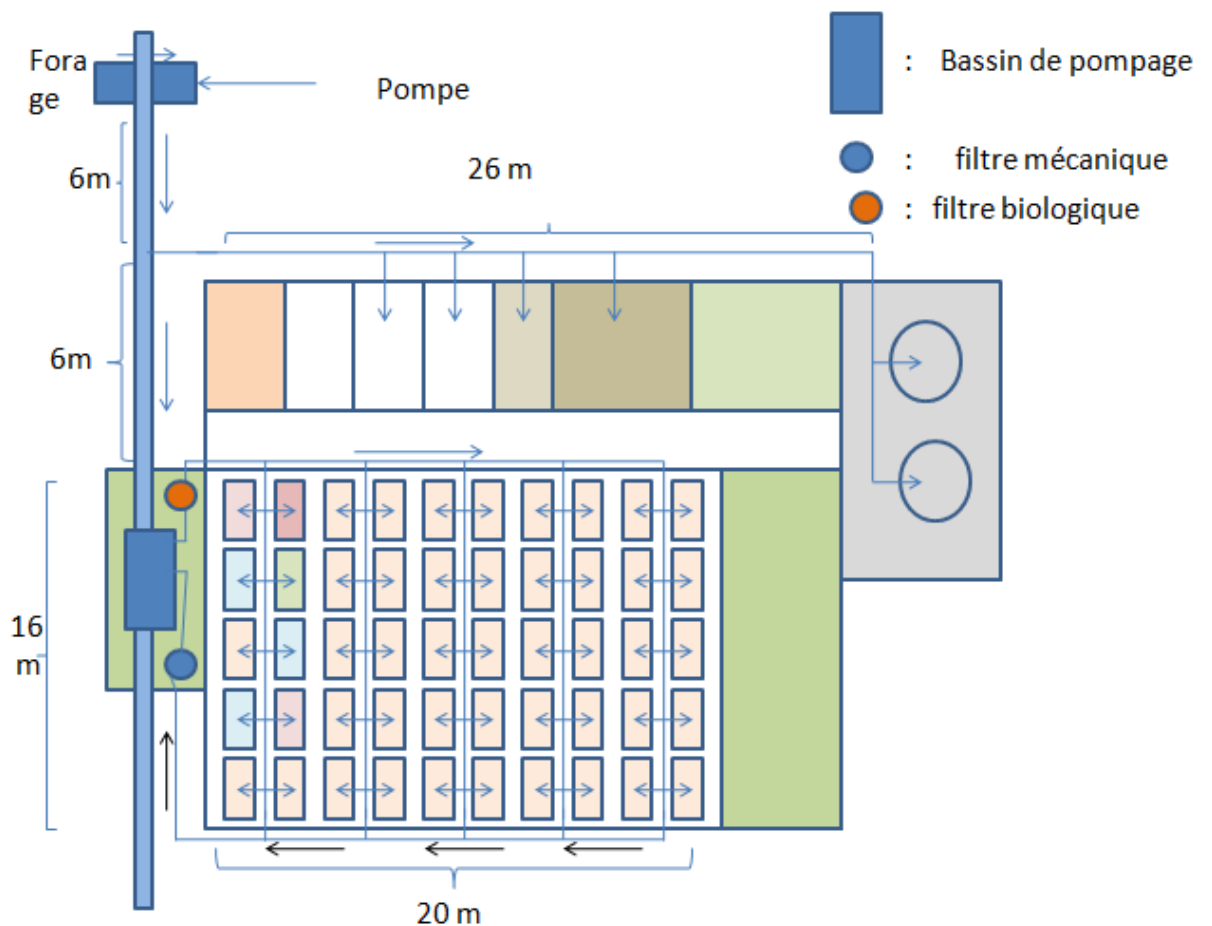 Fora
ge
Pompe
: Bassin de pompage
: filtre mécanique
: filtre biologique
6m
26 m
6m
16
m
20 m